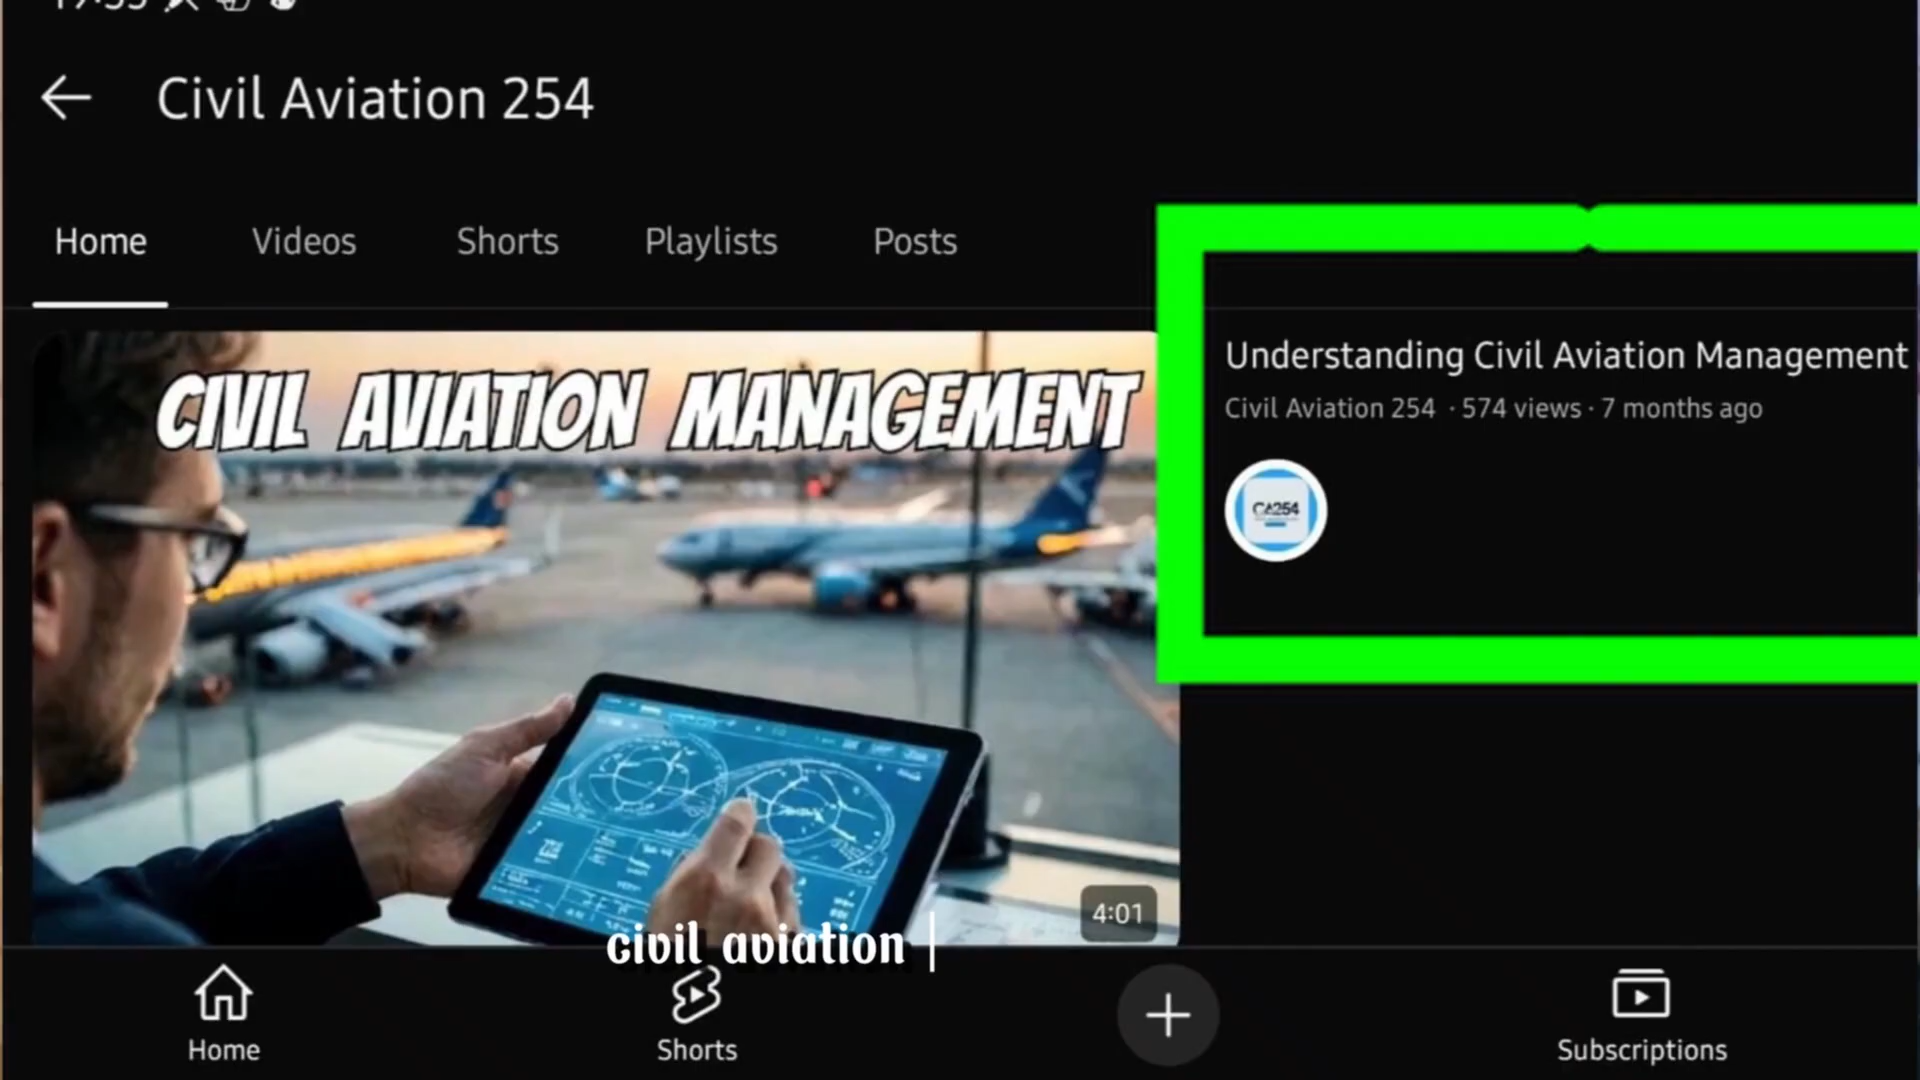 Civil Aviation 254
Home Videos Shorts Playlists Posts
CIVIL AVIATION MANAGEMENT
Understanding Civil Aviation Management
Civil Aviation 254 · 574 views · 7 months ago
CA254
4:01
civil aviation
Home Shorts Subscriptions